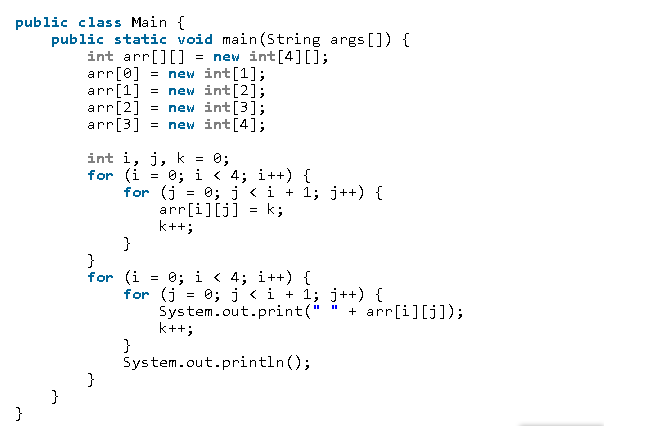 public class Main {
    public static void main(String args[]) {
        int arr[][] = new int[4][];
        arr[0] = new int[1];
        arr[1] = new int[2];
        arr[2] = new int[3];
        arr[3] = new int[4];

        int i, j, k = 0;
        for (i = 0; i < 4; i++) {
            for (j = 0; j < i + 1; j++) {
                arr[i][j] = k;
                k++;
            }
        }
        for (i = 0; i < 4; i++) {
            for (j = 0; j < i + 1; j++) {
                System.out.print(" " + arr[i][j]);
                k++;
            }
            System.out.println();
        }
    }
}